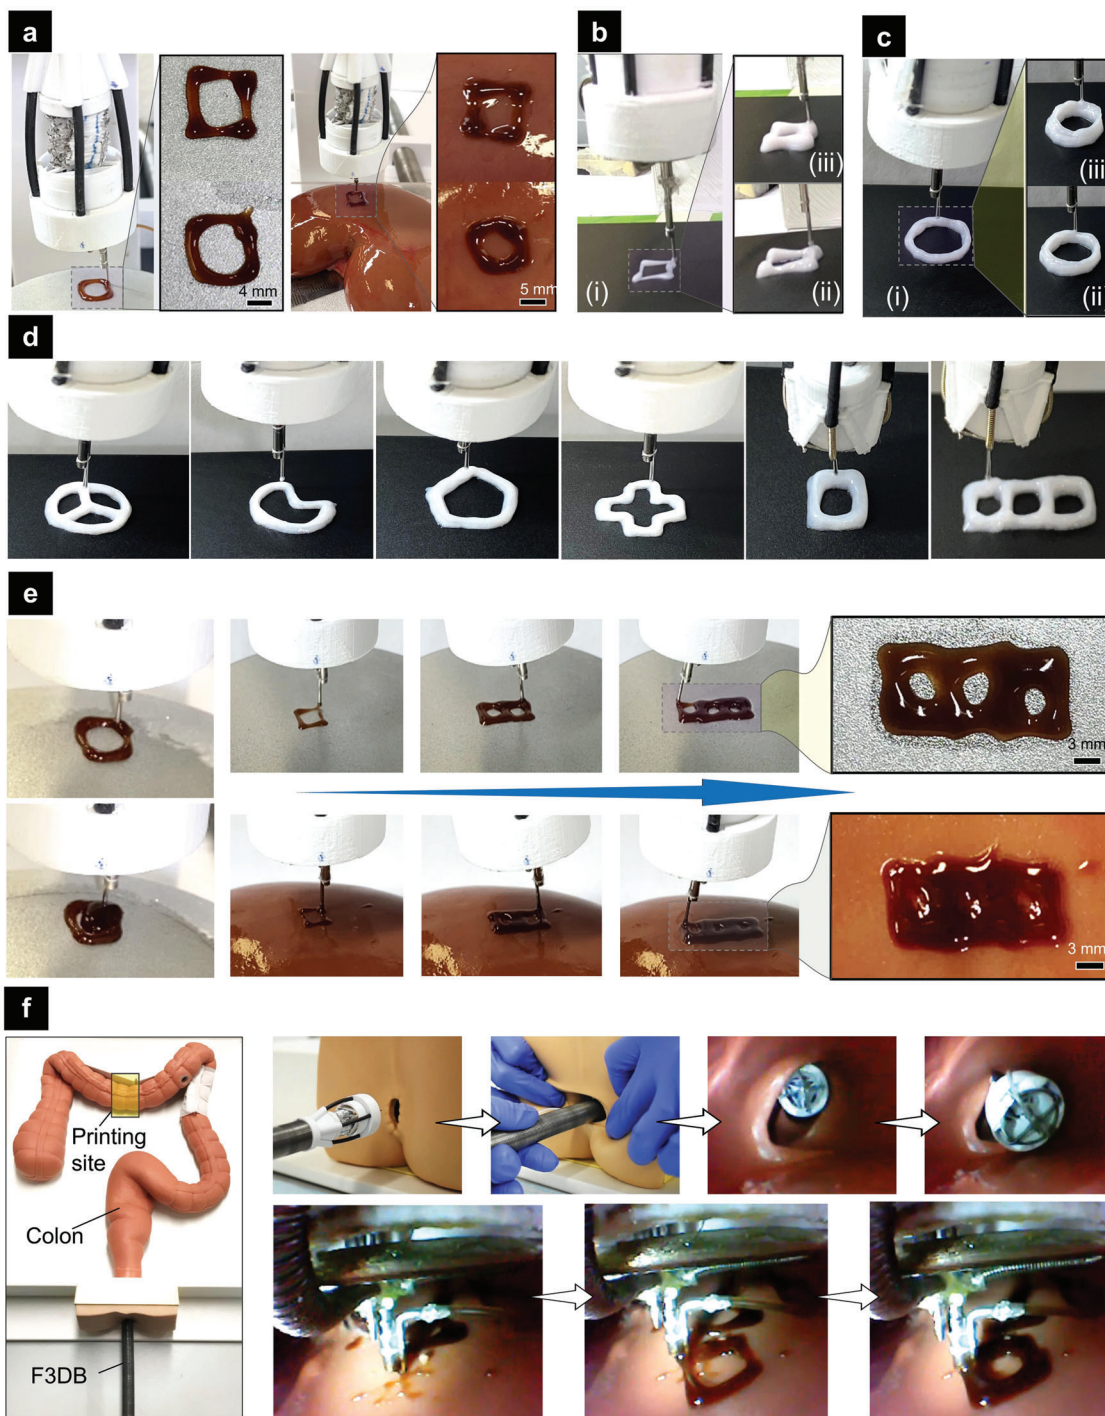 a
b
c
4 mm
5 mm
(i)
(iii)
(ii)
(i)
(iii)
(ii)
d
e
3 mm
3 mm
f
Printing
site
Colon
F3DB